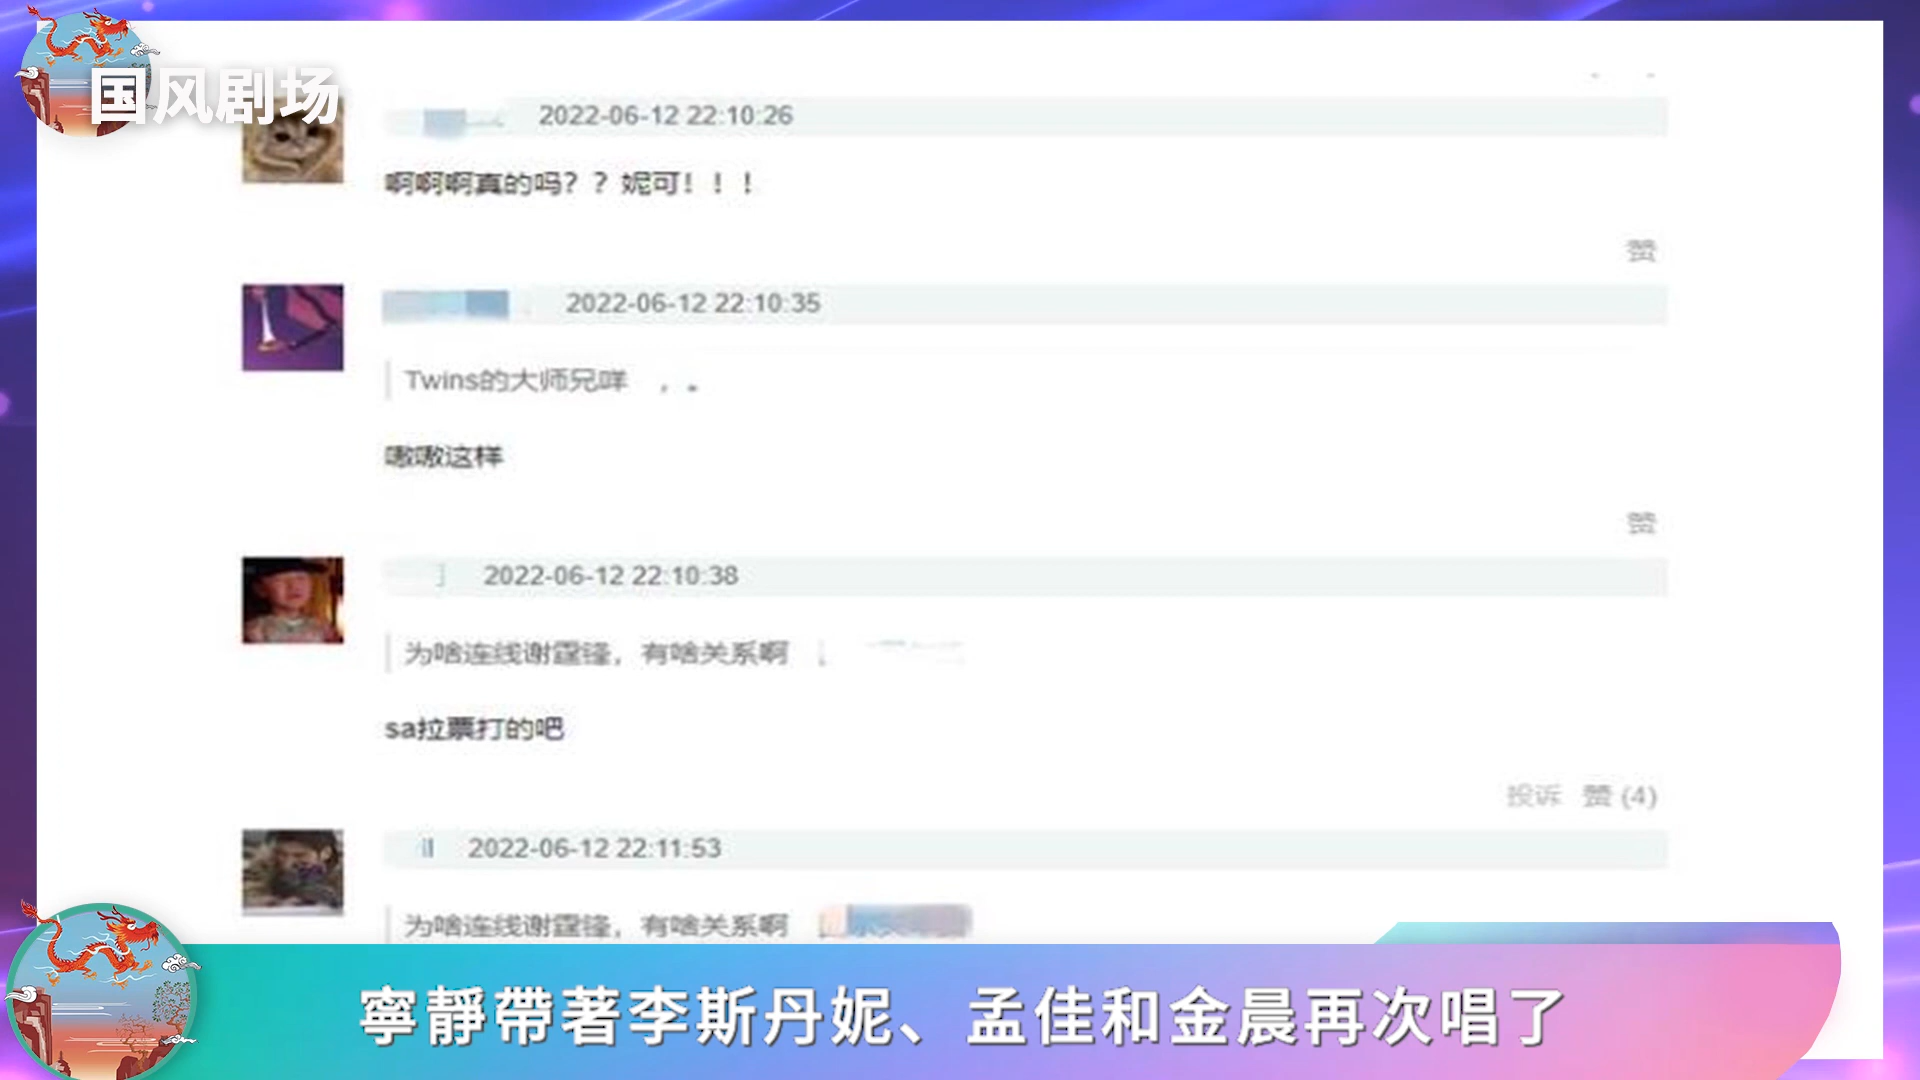 国风剧场
2022-06-12 22:10:26
啊啊啊真的吗？？妮可！！！
赞
2022-06-12 22:10:35
Twins的大师兄咩 ，。
嗷嗷这样
赞
2022-06-12 22:10:38
为啥连线谢霆锋，有啥关系啊
sa拉票打的吧
投诉 赞 (4)
2022-06-12 22:11:53
为啥连线谢霆锋，有啥关系啊
寧靜帶著李斯丹妮、孟佳和金晨再次唱了